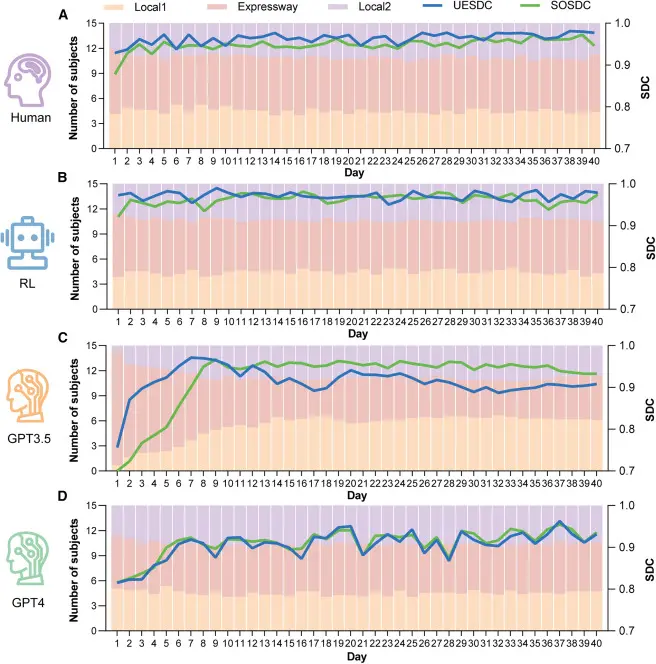 Local1 Expressway Local2 UESDC SOSDC
A
15 1.0
12 0.9
9
6 0.8
3
0 0.7
Number of subjects
SDC
Human
1 2 3 4 5 6 7 8 9 10 11 12 13 14 15 16 17 18 19 20 21 22 23 24 25 26 27 28 29 30 31 32 33 34 35 36 37 38 39 40
Day
B
15 1.0
12 0.9
9
6 0.8
3
0 0.7
Number of subjects
SDC
RL
1 2 3 4 5 6 7 8 9 10 11 12 13 14 15 16 17 18 19 20 21 22 23 24 25 26 27 28 29 30 31 32 33 34 35 36 37 38 39 40
Day
C
15 1.0
12 0.9
9
6 0.8
3
0 0.7
Number of subjects
SDC
GPT3.5
1 2 3 4 5 6 7 8 9 10 11 12 13 14 15 16 17 18 19 20 21 22 23 24 25 26 27 28 29 30 31 32 33 34 35 36 37 38 39 40
Day
D
15 1.0
12 0.9
9
6 0.8
3
0 0.7
Number of subjects
SDC
GPT4
1 2 3 4 5 6 7 8 9 10 11 12 13 14 15 16 17 18 19 20 21 22 23 24 25 26 27 28 29 30 31 32 33 34 35 36 37 38 39 40
Day